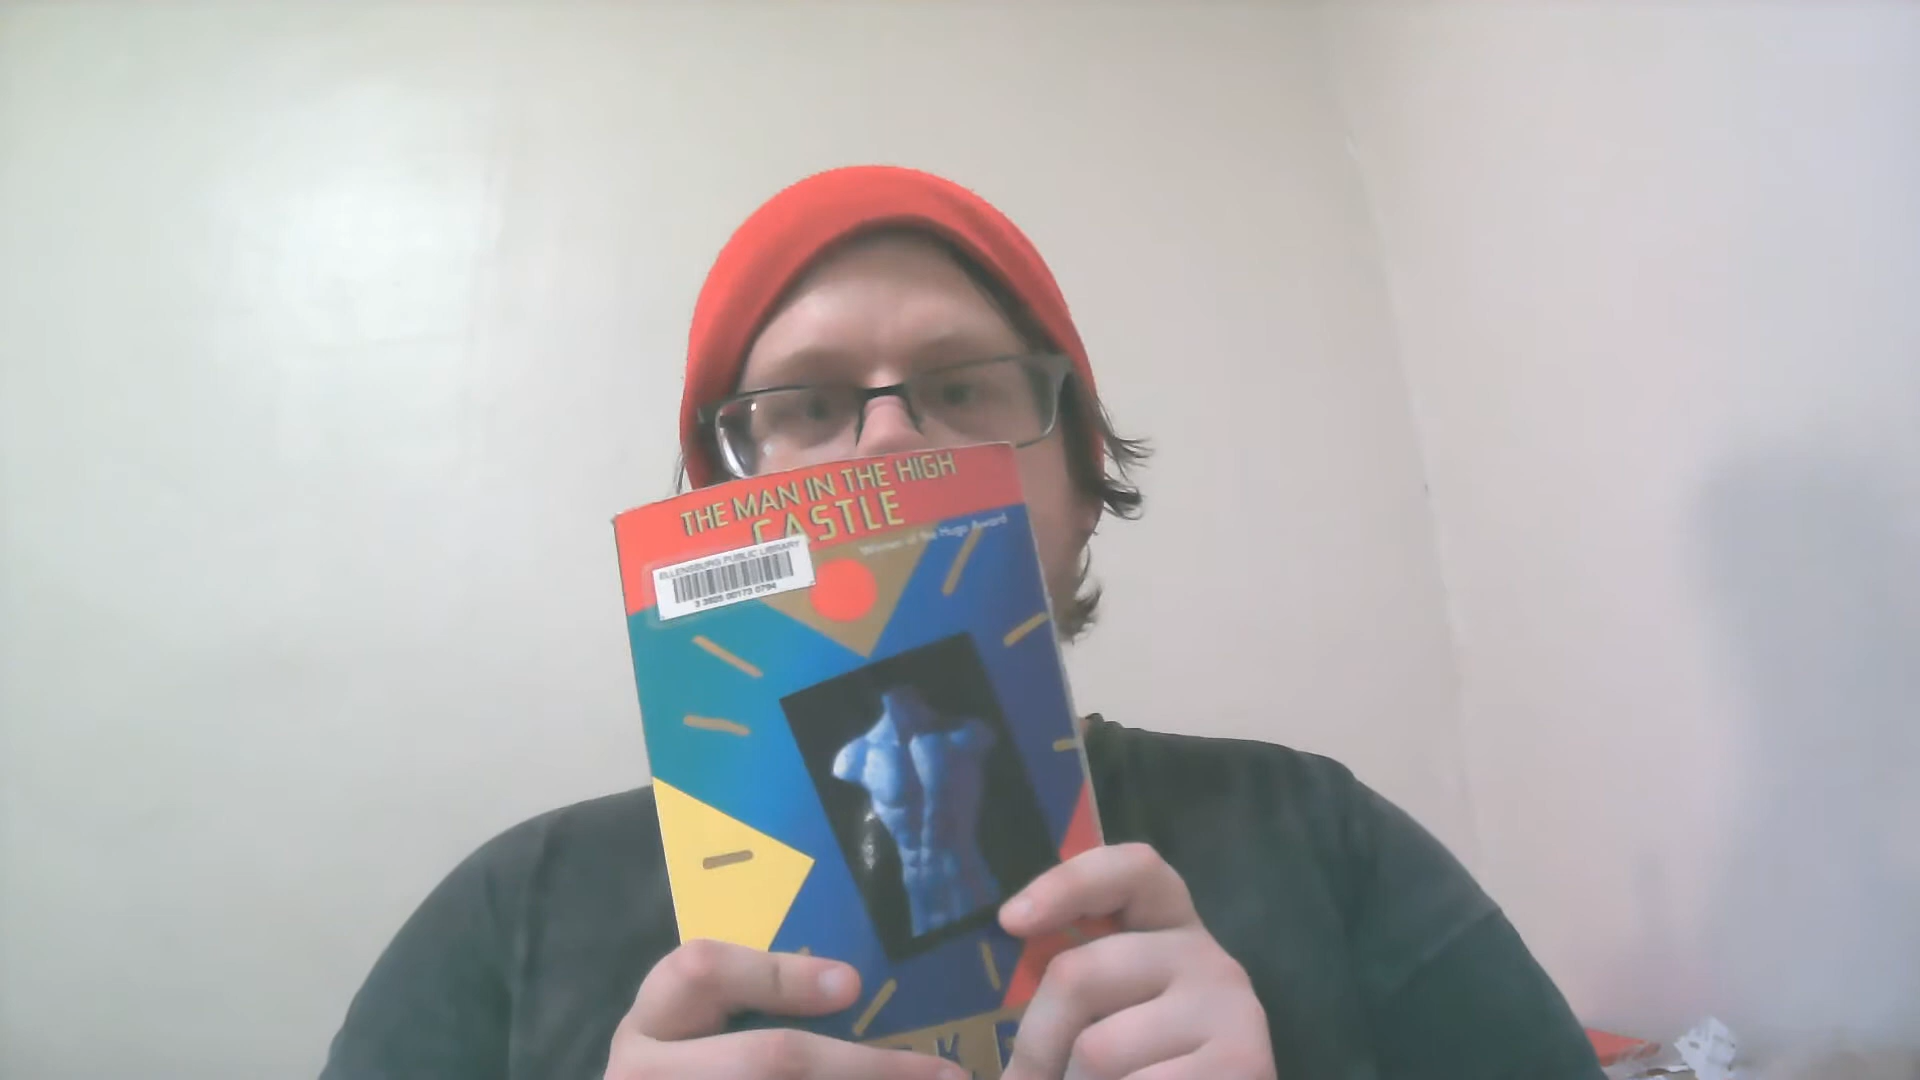 THE MAN IN THE HIGH
CASTLE
Winner of the Hugo Award
ELLENSBURG PUBLIC LIBRARY